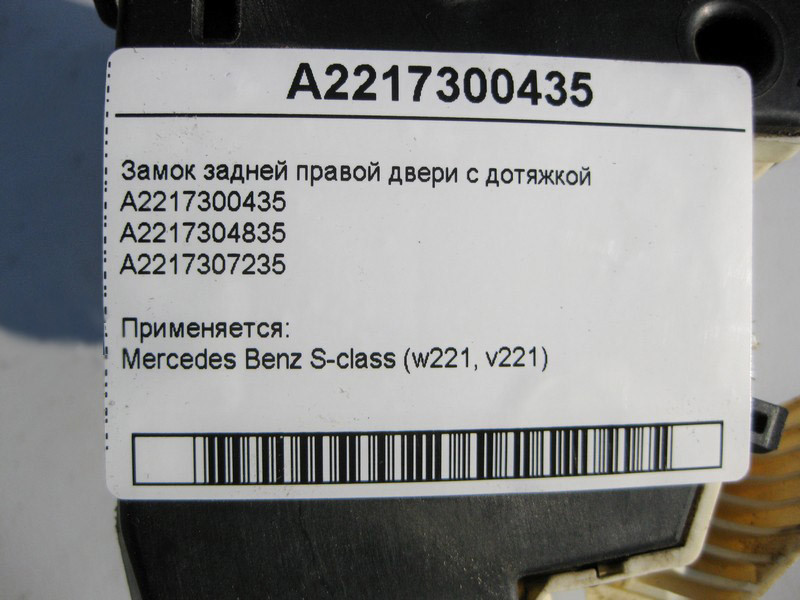 A2217300435
Замок задней правой двери с дотяжкой
A2217300435
A2217304835
A2217307235
Применяется:
Mercedes Benz S-class (w221, v221)